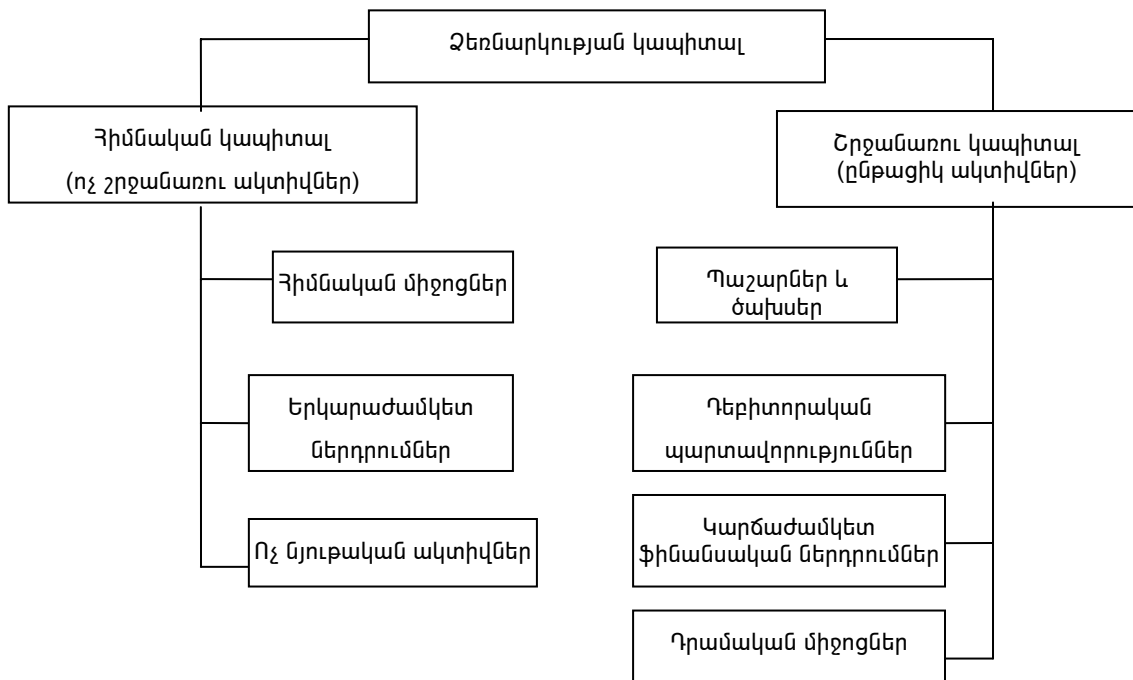 Ձեռնարկության կապիտալ
Հիմնական կապիտալ
(ոչ շրջանառու ակտիվներ)
Շրջանառու կապիտալ
(ընթացիկ ակտիվներ)
Հիմնական միջոցներ
Երկարաժամկետ
ներդրումներ
Ոչ նյութական ակտիվներ
Պաշարներ և
ծախսեր
Դեբիտորական
պարտավորություններ
Կարճաժամկետ
ֆինանսական ներդրումներ
Դրամական միջոցներ